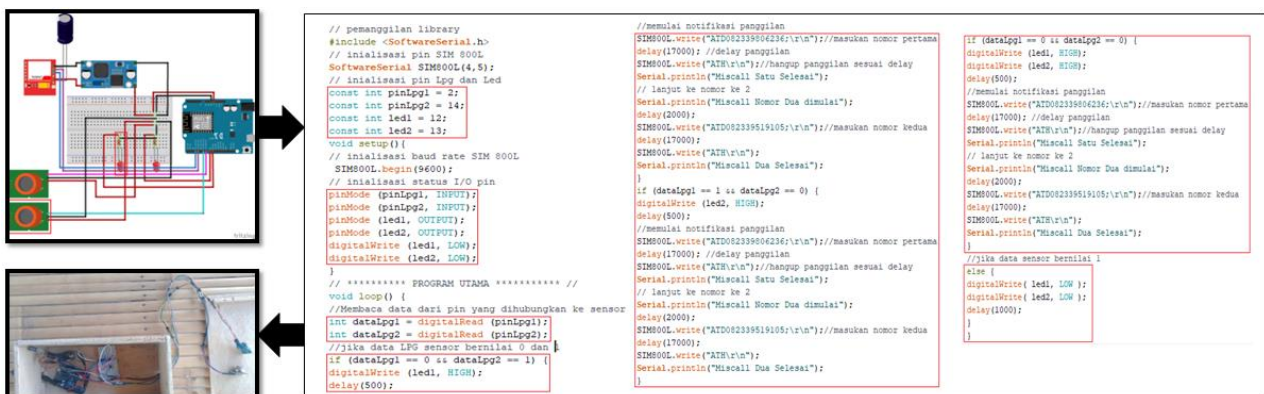 // pemanggilan library
#include <SoftwareSerial.h>
// inialisasi pin SIM 800L
SoftwareSerial SIM800L(4,5);
// inialisasi pin Lpg dan Led
const int pinLpg1 = 2;
const int pinLpg2 = 14;
const int led1 = 12;
const int led2 = 13;
void setup(){
// inialisasi baud rate SIM 800L
SIM800L.begin(9600);
// inialisasi status I/O pin
pinMode (pinLpg1, INPUT);
pinMode (pinLpg2, INPUT);
pinMode (led1, OUTPUT);
pinMode (led2, OUTPUT);
digitalWrite (led1, LOW);
digitalWrite (led2, LOW);
}
// ********** PROGRAM UTAMA *********** //
void loop() {
//Membaca data dari pin yang dihubungkan ke sensor
int dataLpg1 = digitalRead (pinLpg1);
int dataLpg2 = digitalRead (pinLpg2);
//jika data LPG sensor bernilai 0 dan 1
if (dataLpg1 == 0 && dataLpg2 == 1) {
digitalWrite (led1, HIGH);
delay(500);
//memulai notifikasi panggilan
SIM800L.write("ATD082339806236;\r\n");//masukan nomor pertama
delay(17000); //delay panggilan
SIM800L.write("ATH\r\n");//hangup panggilan sesuai delay
Serial.println("Miscall Satu Selesai");
// lanjut ke nomor ke 2
Serial.println("Miscall Nomor Dua dimulai");
delay(2000);
SIM800L.write("ATD082339519105;\r\n");//masukan nomor kedua
delay(17000);
SIM800L.write("ATH\r\n");
Serial.println("Miscall Dua Selesai");
}
if (dataLpg1 == 1 && dataLpg2 == 0) {
digitalWrite (led2, HIGH);
delay(500);
//memulai notifikasi panggilan
SIM800L.write("ATD082339806236;\r\n");//masukan nomor pertama
delay(17000); //delay panggilan
SIM800L.write("ATH\r\n");//hangup panggilan sesuai delay
Serial.println("Miscall Satu Selesai");
// lanjut ke nomor ke 2
Serial.println("Miscall Nomor Dua dimulai");
delay(2000);
SIM800L.write("ATD082339519105;\r\n");//masukan nomor kedua
delay(17000);
SIM800L.write("ATH\r\n");
Serial.println("Miscall Dua Selesai");
}
if (dataLpg1 == 0 && dataLpg2 == 0) {
digitalWrite (led1, HIGH);
digitalWrite (led2, HIGH);
delay(500);
//memulai notifikasi panggilan
SIM800L.write("ATD082339806236;\r\n");//masukan nomor pertama
delay(17000); //delay panggilan
SIM800L.write("ATH\r\n");//hangup panggilan sesuai delay
Serial.println("Miscall Satu Selesai");
// lanjut ke nomor ke 2
Serial.println("Miscall Nomor Dua dimulai");
delay(2000);
SIM800L.write("ATD082339519105;\r\n");//masukan nomor kedua
delay(17000);
SIM800L.write("ATH\r\n");
Serial.println("Miscall Dua Selesai");
}
//jika data sensor bernilai 1
else {
digitalWrite( led1, LOW );
digitalWrite( led2, LOW );
delay(1000);
}
}